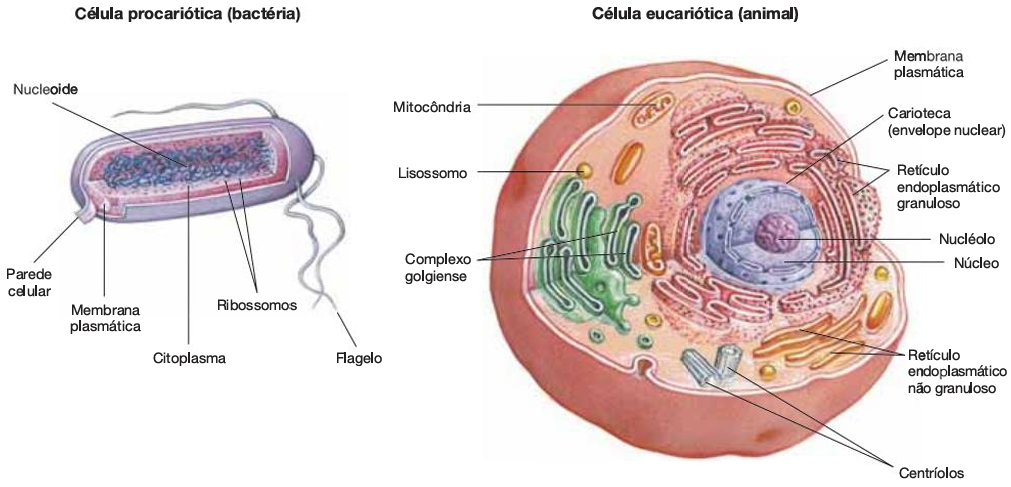 Célula procariótica (bactéria)
Nucleoide
Parede
celular
Membrana
plasmática
Citoplasma
Ribossomos
Flagelo
Célula eucariótica (animal)
Mitocôndria
Lisossomo
Complexo
golgiense
Membrana
plasmática
Carioteca
(envelope nuclear)
Retículo
endoplasmático
granuloso
Nucléolo
Núcleo
Retículo
endoplasmático
não granuloso
Centríolos